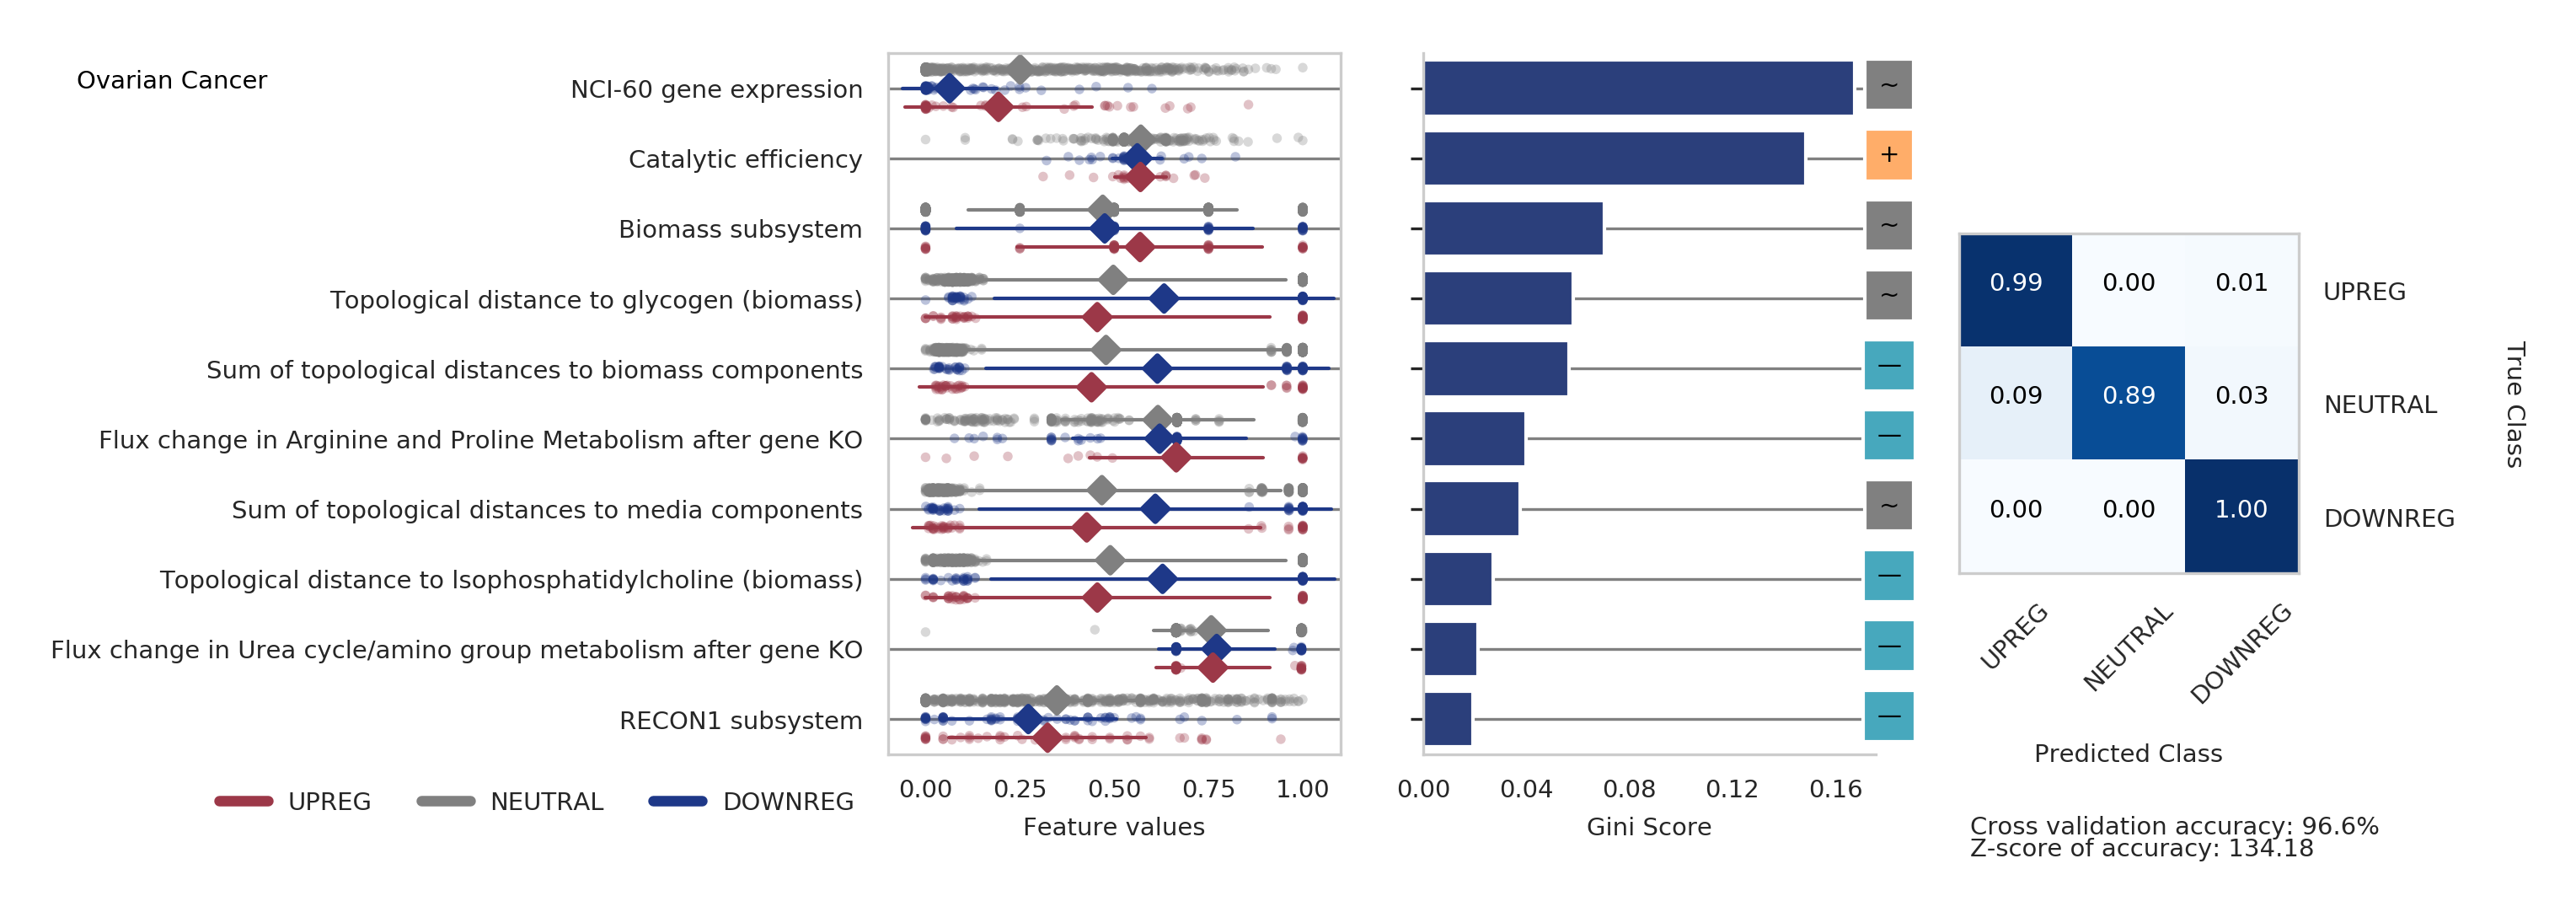 Ovarian Cancer
NCI-60 gene expression
Catalytic efficiency
Biomass subsystem
Topological distance to glycogen (biomass)
Sum of topological distances to biomass components
Flux change in Arginine and Proline Metabolism after gene KO
Sum of topological distances to media components
Topological distance to lsophosphatidylcholine (biomass)
Flux change in Urea cycle/amino group metabolism after gene KO
RECON1 subsystem
UPREG NEUTRAL DOWNREG
0.00 0.25 0.50 0.75 1.00
Feature values
~
+
~
~
—
—
~
—
—
—
0.00 0.04 0.08 0.12 0.16
Gini Score
0.99 0.00 0.01 UPREG
0.09 0.89 0.03 NEUTRAL
0.00 0.00 1.00 DOWNREG
True Class
UPREG NEUTRAL DOWNREG
Predicted Class
Cross validation accuracy: 96.6%
Z-score of accuracy: 134.18